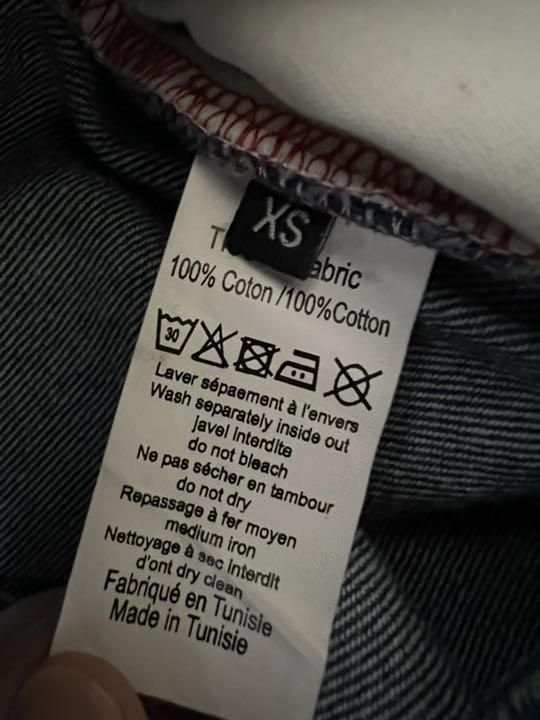 XS
100% Coton /100%Cotton
30
Laver sépaement à l'envers
Wash separately inside out
Javel Interdite
do not bleach
Ne pas sécher en tambour
do not dry
Repassage à fer moyen
medium iron
Nettoyage à sec interdit
d'ont dry clean
Fabriqué en Tunisie
Made in Tunisie